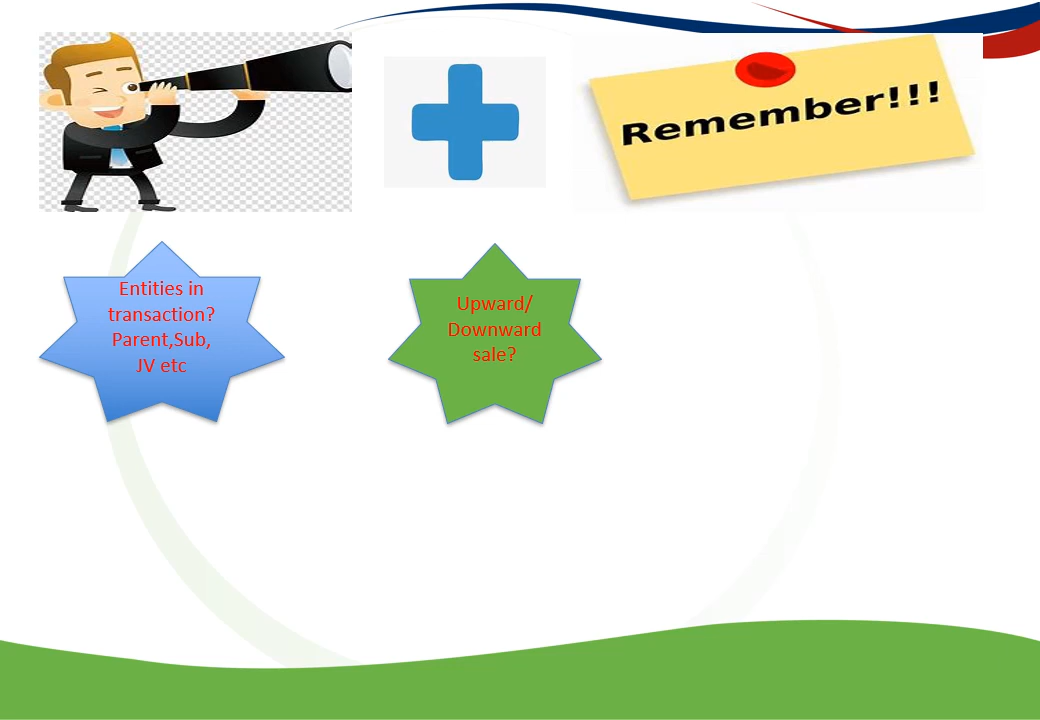 Remember!!!
Entities in
transaction?
Parent,Sub,
JV etc
Upward/
Downward
sale?